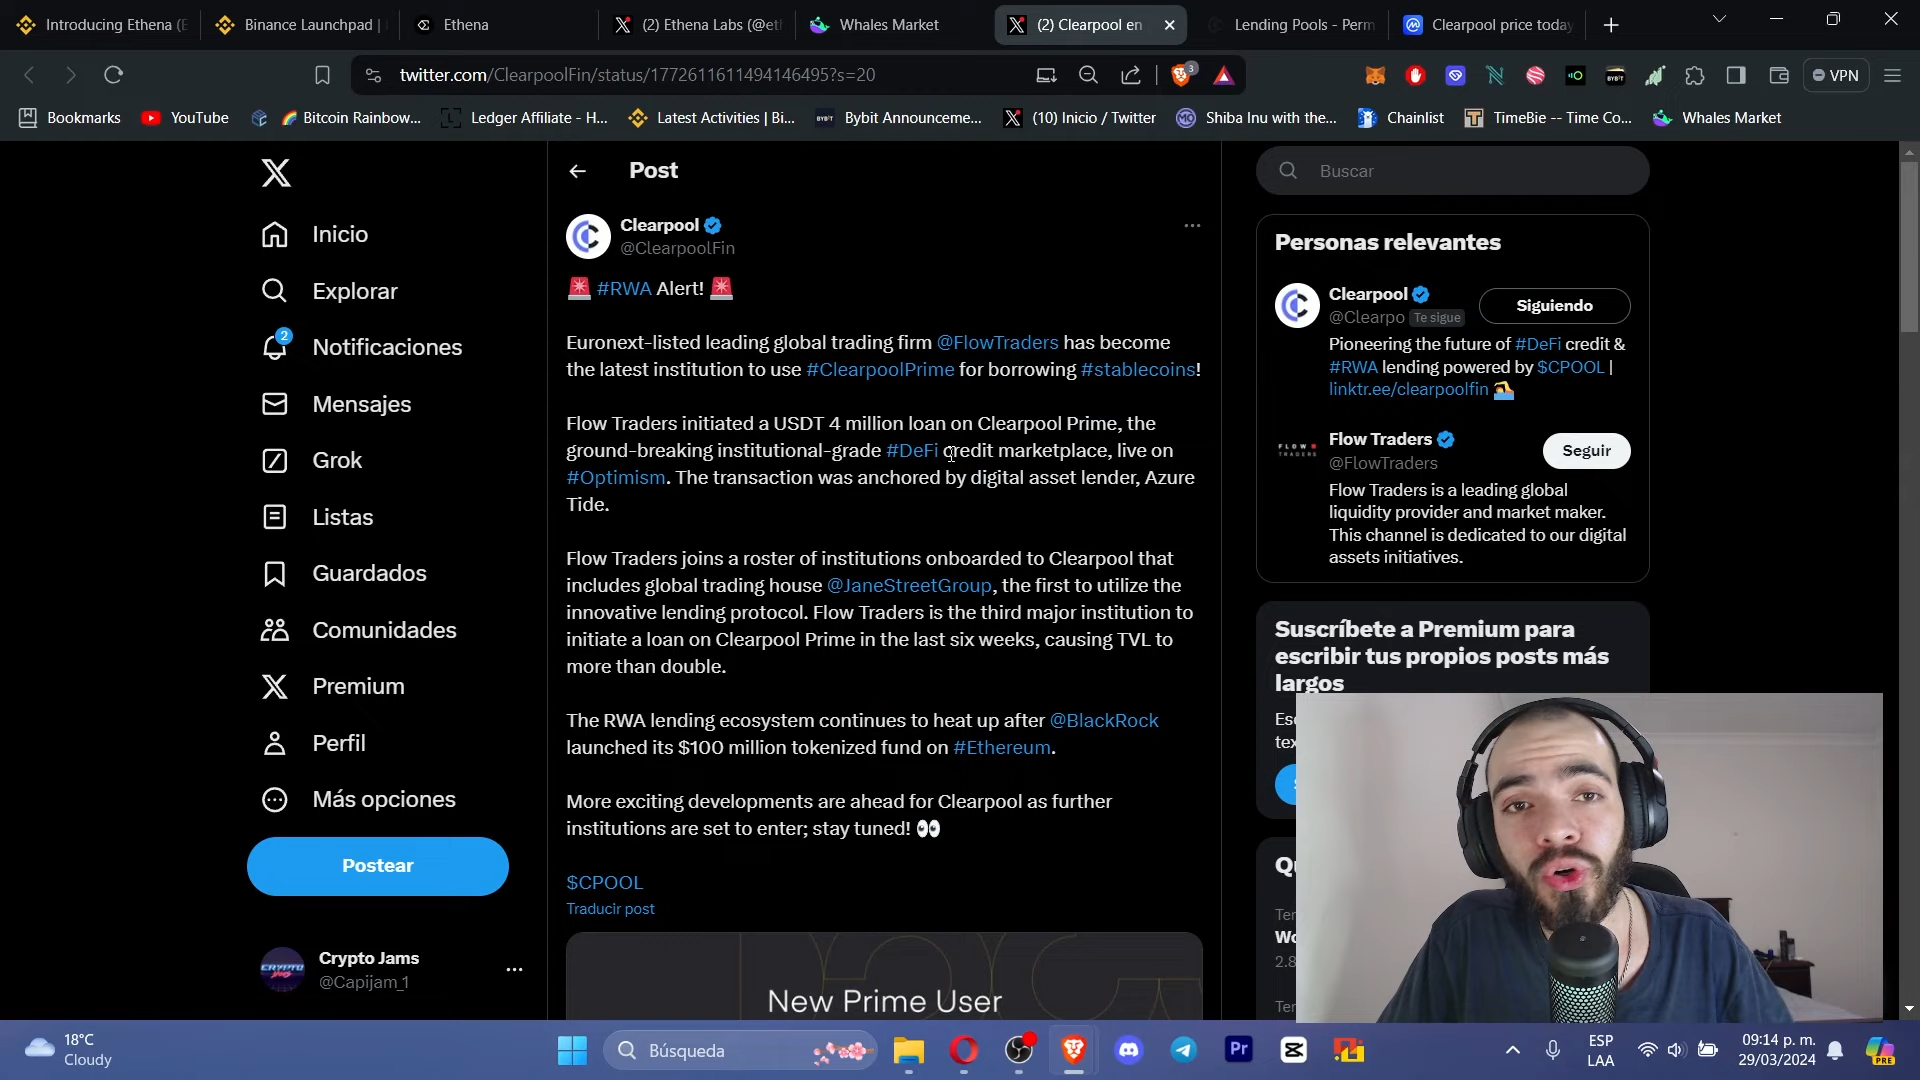 Introducing Ethena (E
Binance Launchpad |
Ethena
(2) Ethena Labs (@et
Whales Market
(2) Clearpool en
Lending Pools - Perm
Clearpool price today
twitter.com/ClearpoolFin/status/1772611611494146495?s=20
3
VPN
Bookmarks
YouTube
Bitcoin Rainbow...
Ledger Affiliate - H...
Latest Activities | Bi...
Bybit Announceme...
(10) Inicio / Twitter
Shiba Inu with the...
Chainlist
TimeBie -- Time Co...
Whales Market
Inicio
Explorar
2
Notificaciones
Mensajes
Grok
Listas
Guardados
Comunidades
Premium
Perfil
Más opciones
Postear
Crypto Jams
@Capijam_1
Post
Clearpool
@ClearpoolFin
🚨 #RWA Alert! 🚨
Euronext-listed leading global trading firm @FlowTraders has become
the latest institution to use #ClearpoolPrime for borrowing #stablecoins!
Flow Traders initiated a USDT 4 million loan on Clearpool Prime, the
ground-breaking institutional-grade #DeFi credit marketplace, live on
#Optimism. The transaction was anchored by digital asset lender, Azure
Tide.
Flow Traders joins a roster of institutions onboarded to Clearpool that
includes global trading house @JaneStreetGroup, the first to utilize the
innovative lending protocol. Flow Traders is the third major institution to
initiate a loan on Clearpool Prime in the last six weeks, causing TVL to
more than double.
The RWA lending ecosystem continues to heat up after @BlackRock
launched its $100 million tokenized fund on #Ethereum.
More exciting developments are ahead for Clearpool as further
institutions are set to enter; stay tuned! 👀
$CPOOL
Traducir post
New Prime User
Buscar
Personas relevantes
Clearpool
@Clearpo Te sigue
Siguiendo
Pioneering the future of #DeFi credit &
#RWA lending powered by $CPOOL |
linktr.ee/clearpoolfin 🏊
FLOW
TRADERS
Flow Traders
@FlowTraders
Seguir
Flow Traders is a leading global
liquidity provider and market maker.
This channel is dedicated to our digital
assets initiatives.
Suscríbete a Premium para
escribir tus propios posts más
largos
18°C
Cloudy
Búsqueda
Pr
ESP
LAA
09:14 p. m.
29/03/2024
PRE